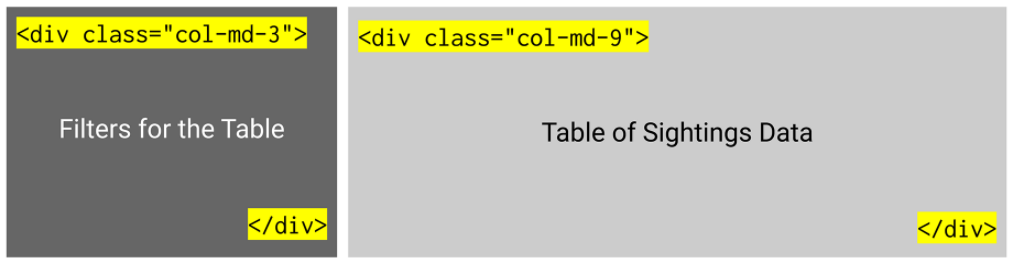 <div class="col-md-3">
Filters for the Table
</div>
<div class="col-md-9">
Table of Sightings Data
</div>